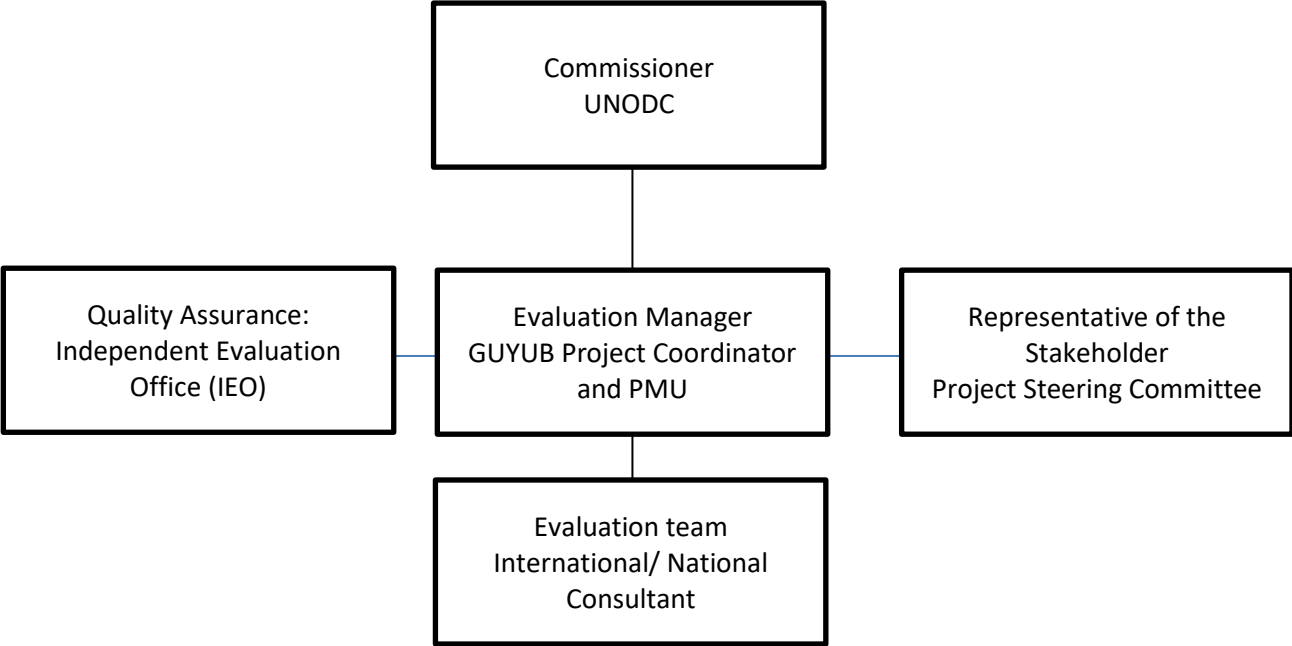 Commissioner
UNODC
Quality Assurance:
Independent Evaluation
Office (IEO)
Evaluation Manager
GUYUB Project Coordinator
and PMU
Representative of the
Stakeholder
Project Steering Committee
Evaluation team
International/ National
Consultant